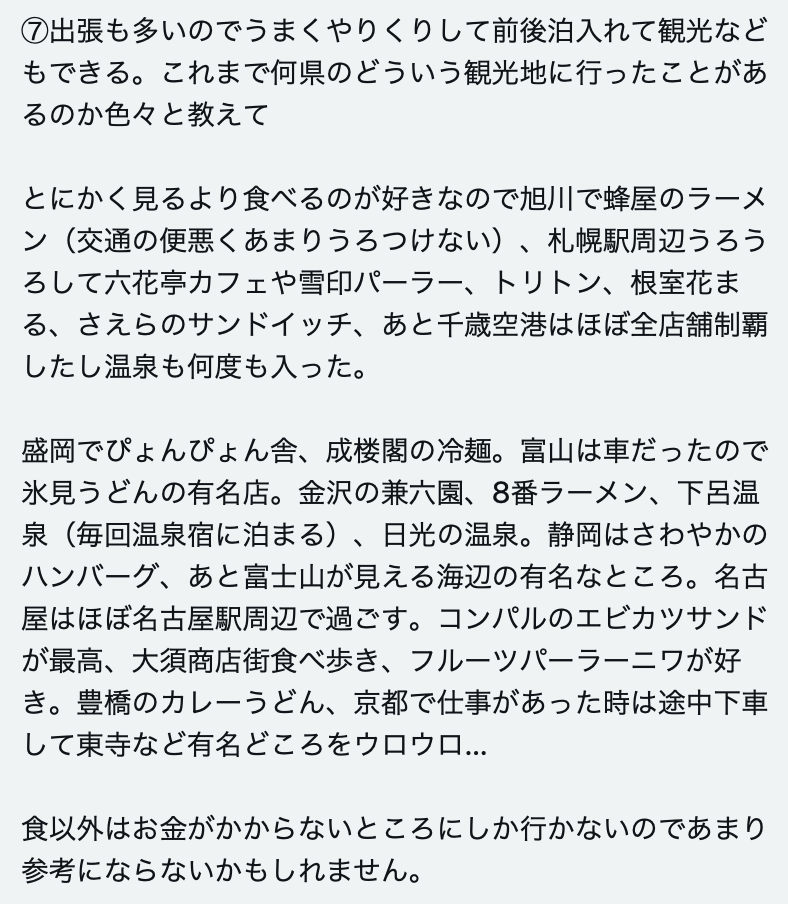 ⑦出張も多いのでうまくやりくりして前後泊入れて観光など
もできる。これまで何県のどういう観光地に行ったことがあ
るのか色々と教えて
とにかく見るより食べるのが好きなので旭川で蜂屋のラーメ
ン（交通の便悪くあまりうろつけない）、札幌駅周辺うろう
ろして六花亭カフェや雪印パーラー、トリトン、根室花ま
る、さえらのサンドイッチ、あと千歳空港はほぼ全店舗制覇
したし温泉も何度も入った。
盛岡でぴょんぴょん舎、成楼閣の冷麺。富山は車だったので
氷見うどんの有名店。金沢の兼六園、8番ラーメン、下呂温
泉（毎回温泉宿に泊まる）、日光の温泉。静岡はさわやかの
ハンバーグ、あと富士山が見える海辺の有名なところ。名古
屋はほぼ名古屋駅周辺で過ごす。コンパルのエビカツサンド
が最高、大須商店街食べ歩き、フルーツパーラーニワが好
き。豊橋のカレーうどん、京都で仕事があった時は途中下車
して東寺など有名どころをウロウロ...
食以外はお金がかからないところにしか行かないのであまり
参考にならないかもしれません。